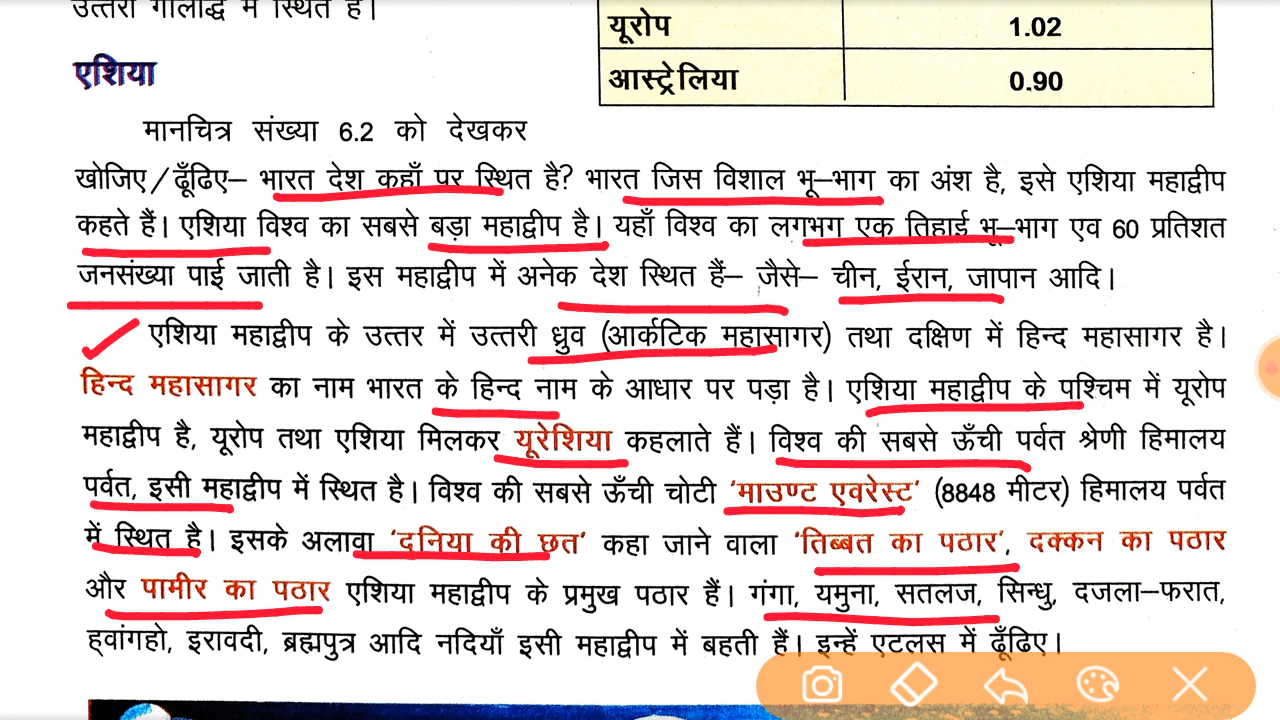 उत्तरी गोलार्द्ध में स्थित है।
यूरोप 1.02
आस्ट्रेलिया 0.90
एशिया
मानचित्र संख्या 6.2 को देखकर
खोजिए/ढूँढिए– भारत देश कहाँ पर स्थित है? भारत जिस विशाल भू–भाग का अंश है, इसे एशिया महाद्वीप
कहते हैं। एशिया विश्व का सबसे बड़ा महाद्वीप है। यहाँ विश्व का लगभग एक तिहाई भू–भाग एव 60 प्रतिशत
जनसंख्या पाई जाती है। इस महाद्वीप में अनेक देश स्थित हैं– जैसे– चीन, ईरान, जापान आदि।
एशिया महाद्वीप के उत्तर में उत्तरी ध्रुव (आर्कटिक महासागर) तथा दक्षिण में हिन्द महासागर है।
हिन्द महासागर का नाम भारत के हिन्द नाम के आधार पर पड़ा है। एशिया महाद्वीप के पश्चिम में यूरोप
महाद्वीप है, यूरोप तथा एशिया मिलकर यूरेशिया कहलाते हैं। विश्व की सबसे ऊँची पर्वत श्रेणी हिमालय
पर्वत, इसी महाद्वीप में स्थित है। विश्व की सबसे ऊँची चोटी ‘माउण्ट एवरेस्ट’ (8848 मीटर) हिमालय पर्वत
में स्थित है। इसके अलावा ‘दुनिया की छत’ कहा जाने वाला ‘तिब्बत का पठार’, दक्कन का पठार
और पामीर का पठार एशिया महाद्वीप के प्रमुख पठार हैं। गंगा, यमुना, सतलज, सिन्धु, दजला–फरात,
ह्वांगहो, इरावदी, ब्रह्मपुत्र आदि नदियाँ इसी महाद्वीप में बहती हैं। इन्हें एटलस में ढूँढिए।